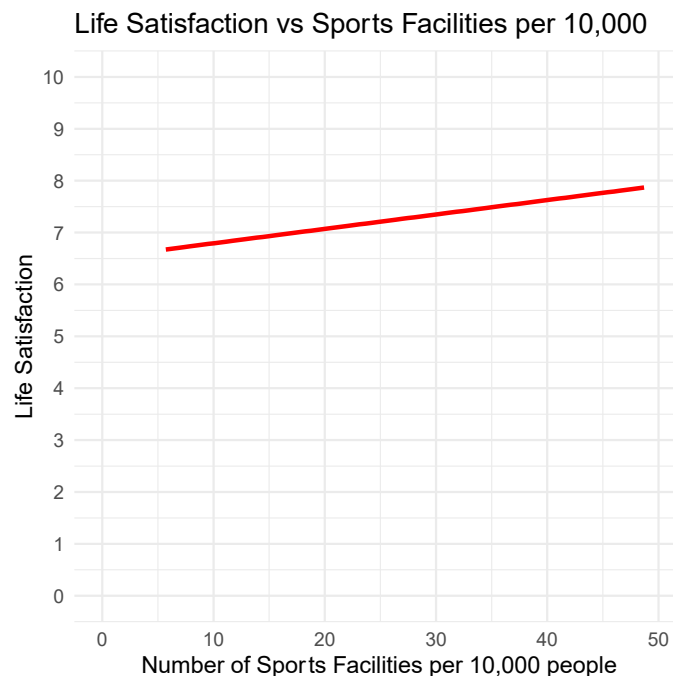 Life Satisfaction vs Sports Facilities per 10,000
Life Satisfaction
10
9
8
7
6
5
4
3
2
1
0
0 10 20 30 40 50
Number of Sports Facilities per 10,000 people